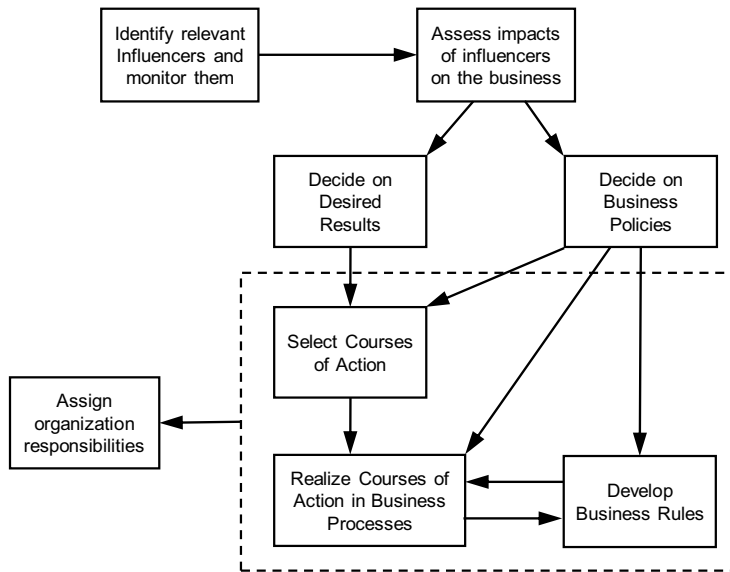 Identify relevant
Influencers and
monitor them
Assess impacts
of influencers
on the business
Decide on
Desired
Results
Decide on
Business
Policies
Select Courses
of Action
Assign
organization
responsibilities
Realize Courses of
Action in Business
Processes
Develop
Business Rules